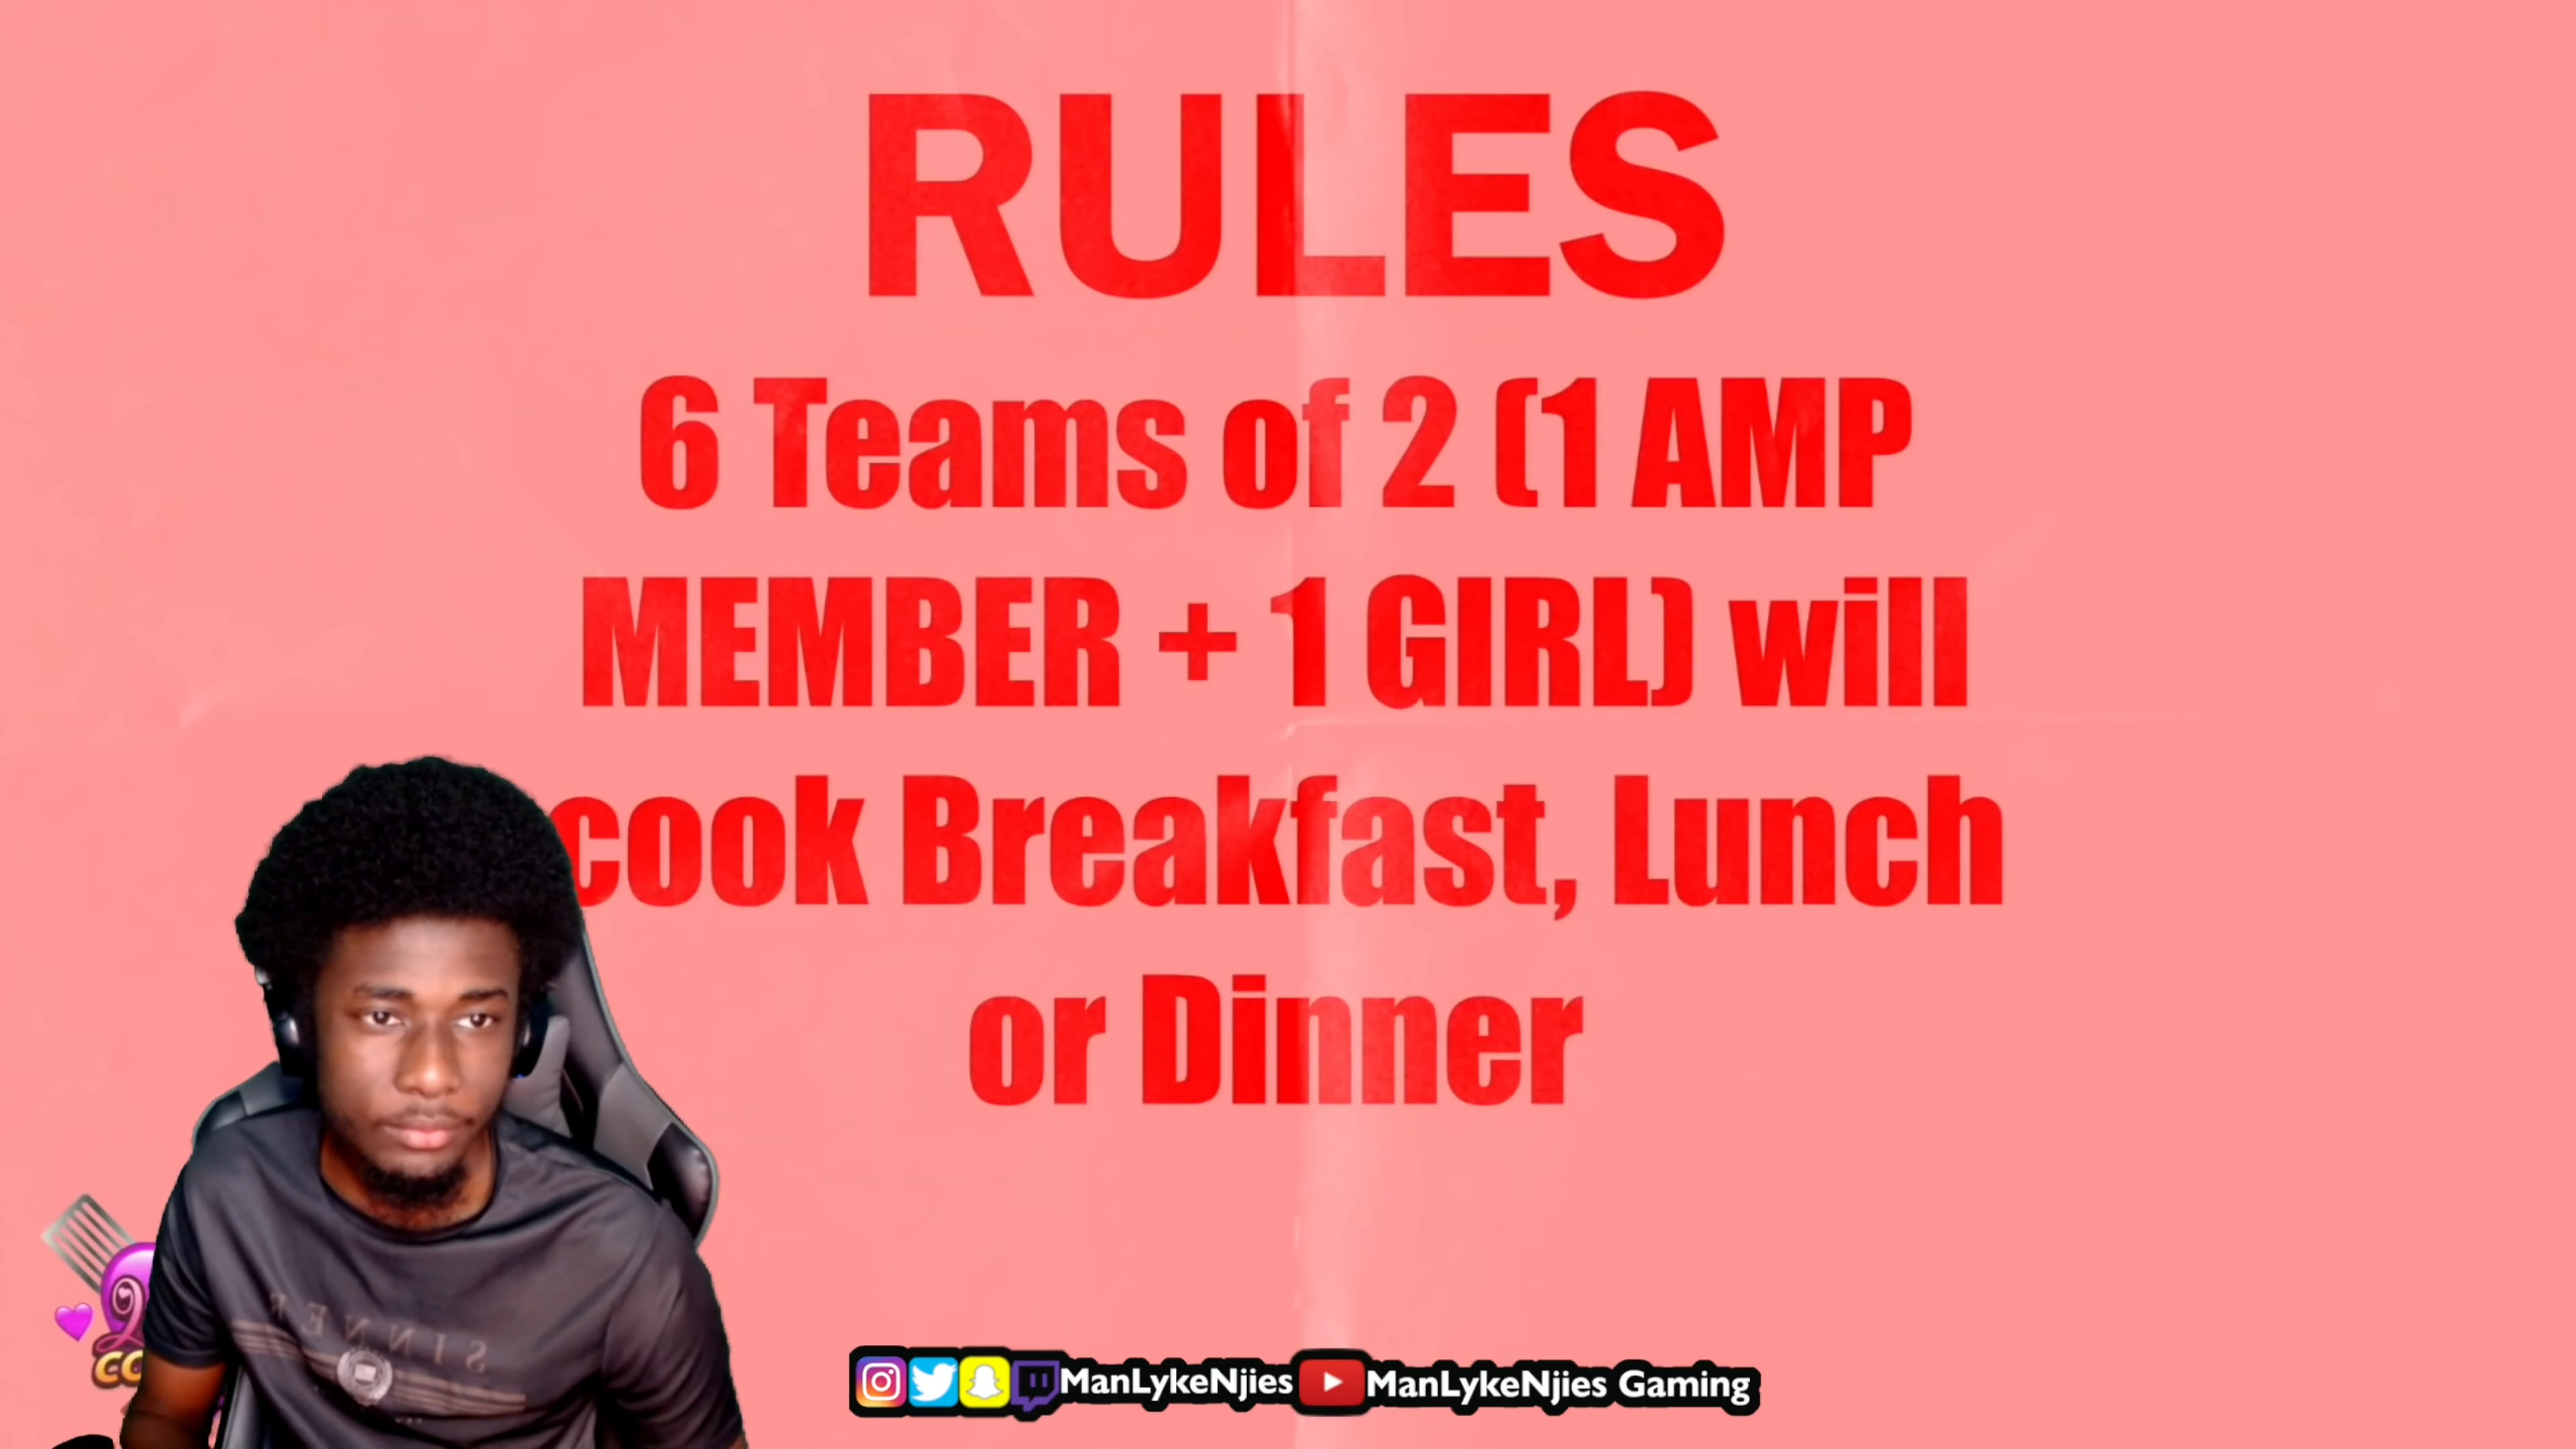 RULES
6 Teams of 2 (1 AMP
MEMBER + 1 GIRL) will
cook Breakfast, Lunch
or Dinner
SINNER
ManLykeNjies ManLykeNjies Gaming